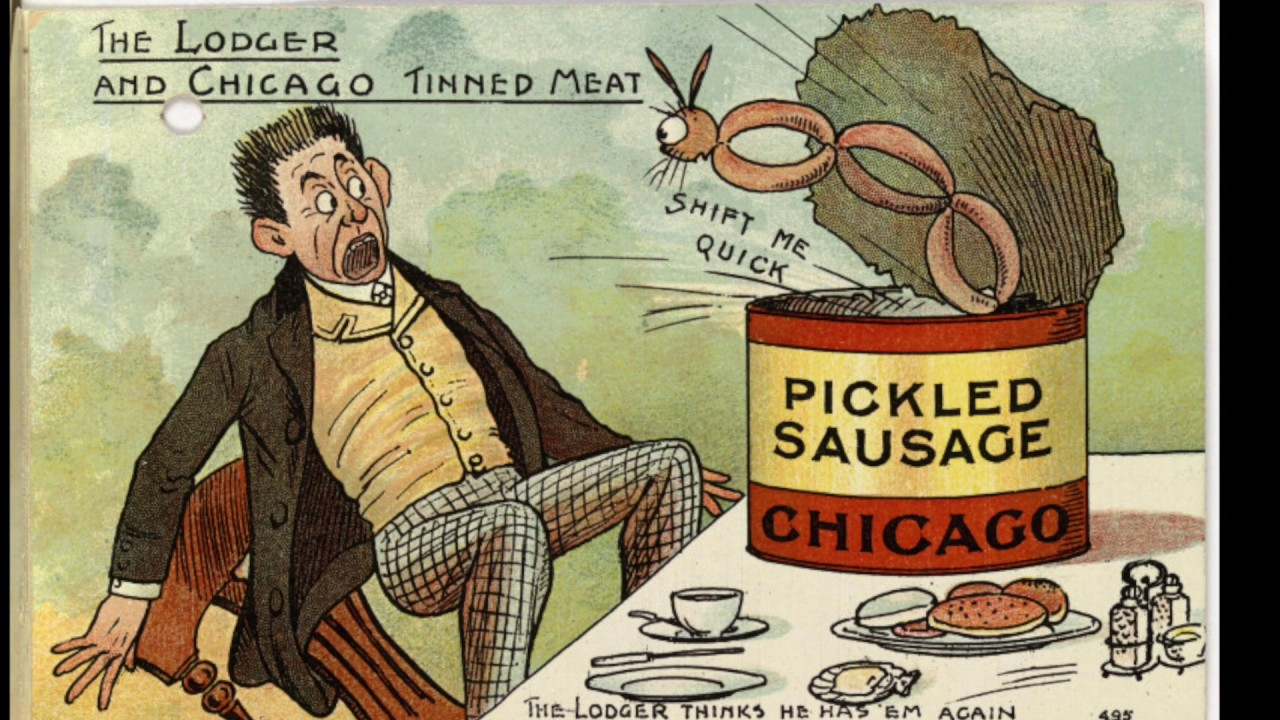 THE LODGER
AND CHICAGO TINNED MEAT
SHIFT ME
QUICK
PICKLED
SAUSAGE
CHICAGO
THE LODGER THINKS HE HAS 'EM AGAIN
495